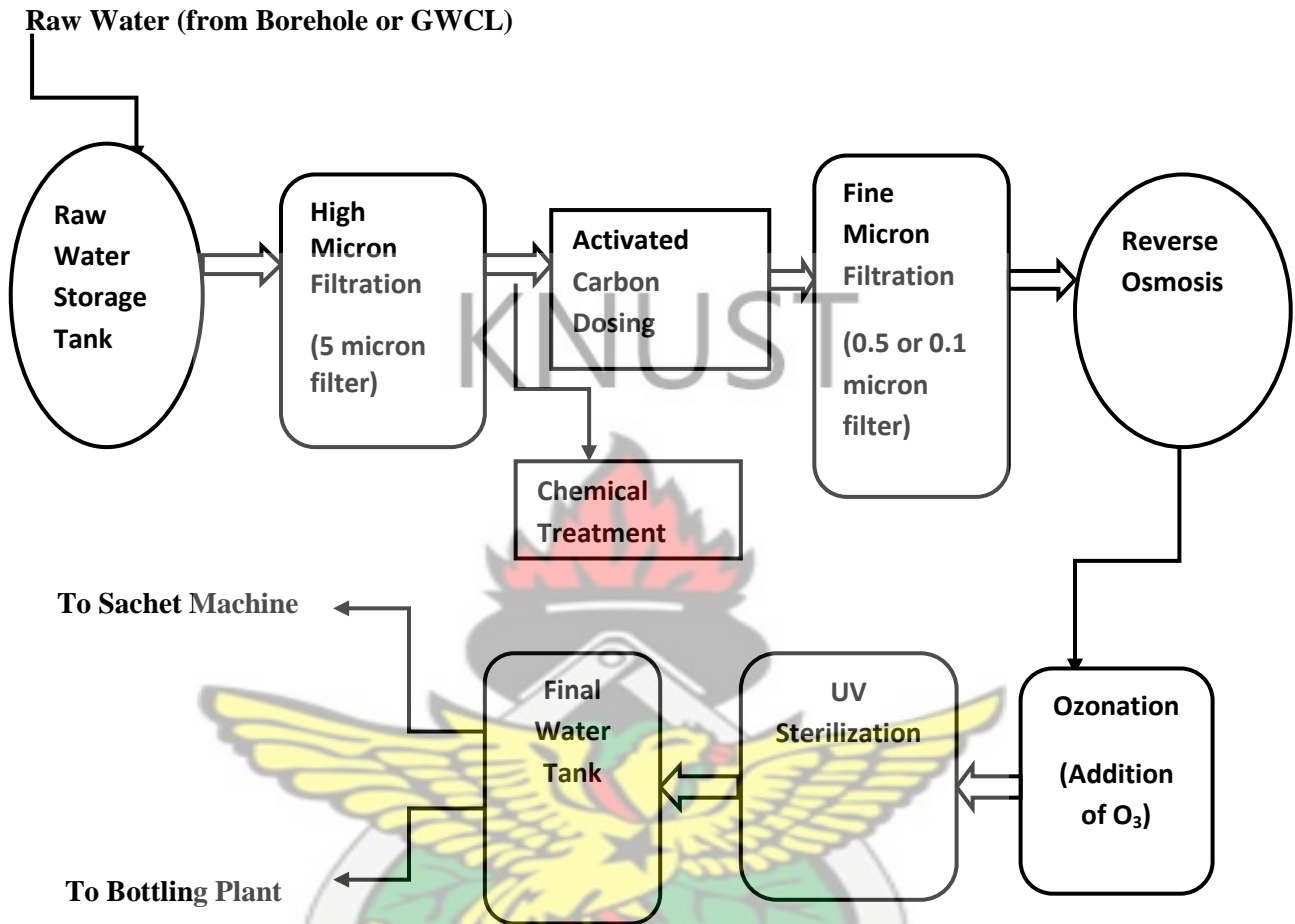 Raw Water (from Borehole or GWCL)
Raw
Water
Storage
Tank
High
Micron
Filtration
(5 micron
filter)
Activated
Carbon
Dosing
Fine
Micron
Filtration
(0.5 or 0.1
micron
filter)
Reverse
Osmosis
KNUST
Chemical
Treatment
To Sachet Machine
Final
Water
Tank
UV
Sterilization
Ozonation
(Addition
of O₃)
To Bottling Plant